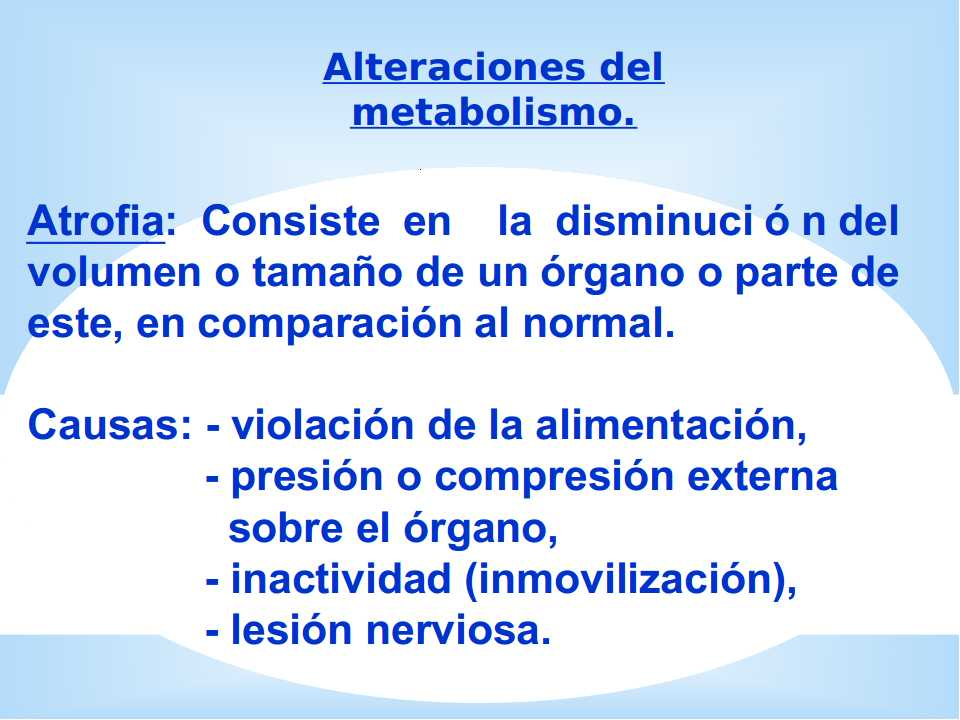 Alteraciones del
metabolismo.
Atrofia: Consiste en la disminuci ó n del
volumen o tamaño de un órgano o parte de
este, en comparación al normal.
Causas: - violación de la alimentación,
- presión o compresión externa
sobre el órgano,
- inactividad (inmovilización),
- lesión nerviosa.